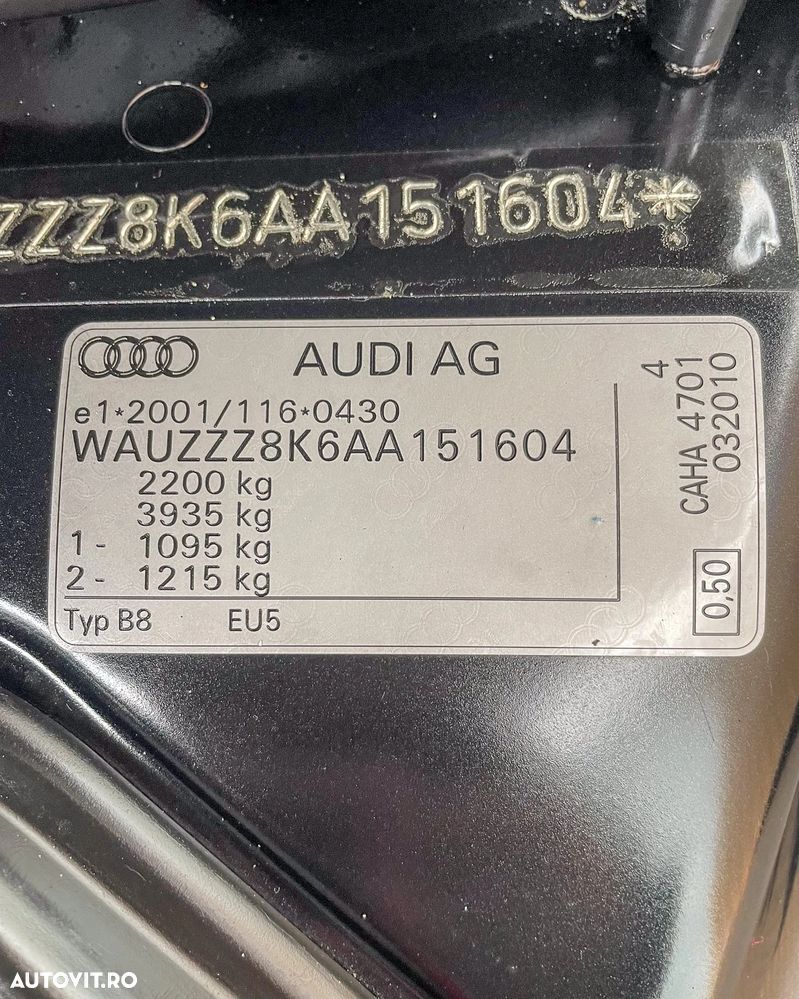 ZZZ8K6AA151604*
AUDI AG
e1*2001/116*0430
WAUZZZ8K6AA151604
2200 kg
3935 kg
1- 1095 kg
2- 1215 kg
Typ B8 EU5
4
CAHA 4701
032010
0,50
AUTOVIT.RO